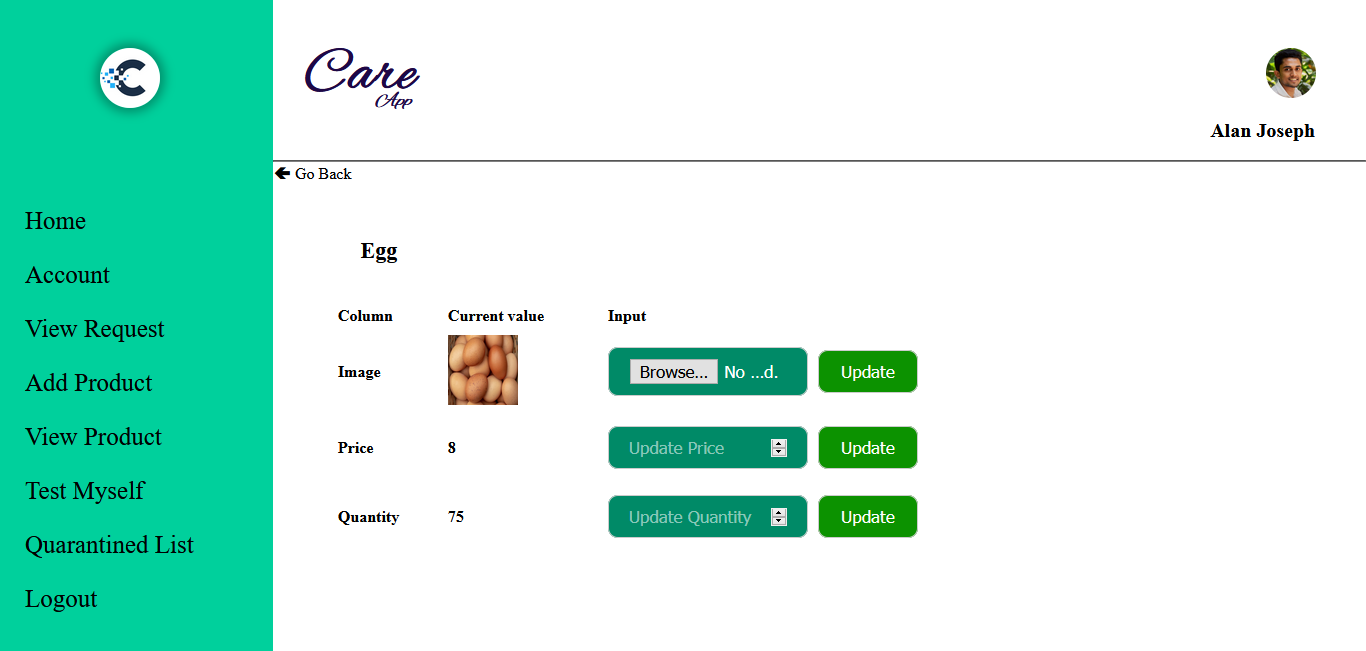 Care
App
Alan Joseph
Go Back
Home
Account
View Request
Add Product
View Product
Test Myself
Quarantined List
Logout
Egg
Column Current value Input
Image Browse... No ...d. Update
Price 8 Update Price Update
Quantity 75 Update Quantity Update